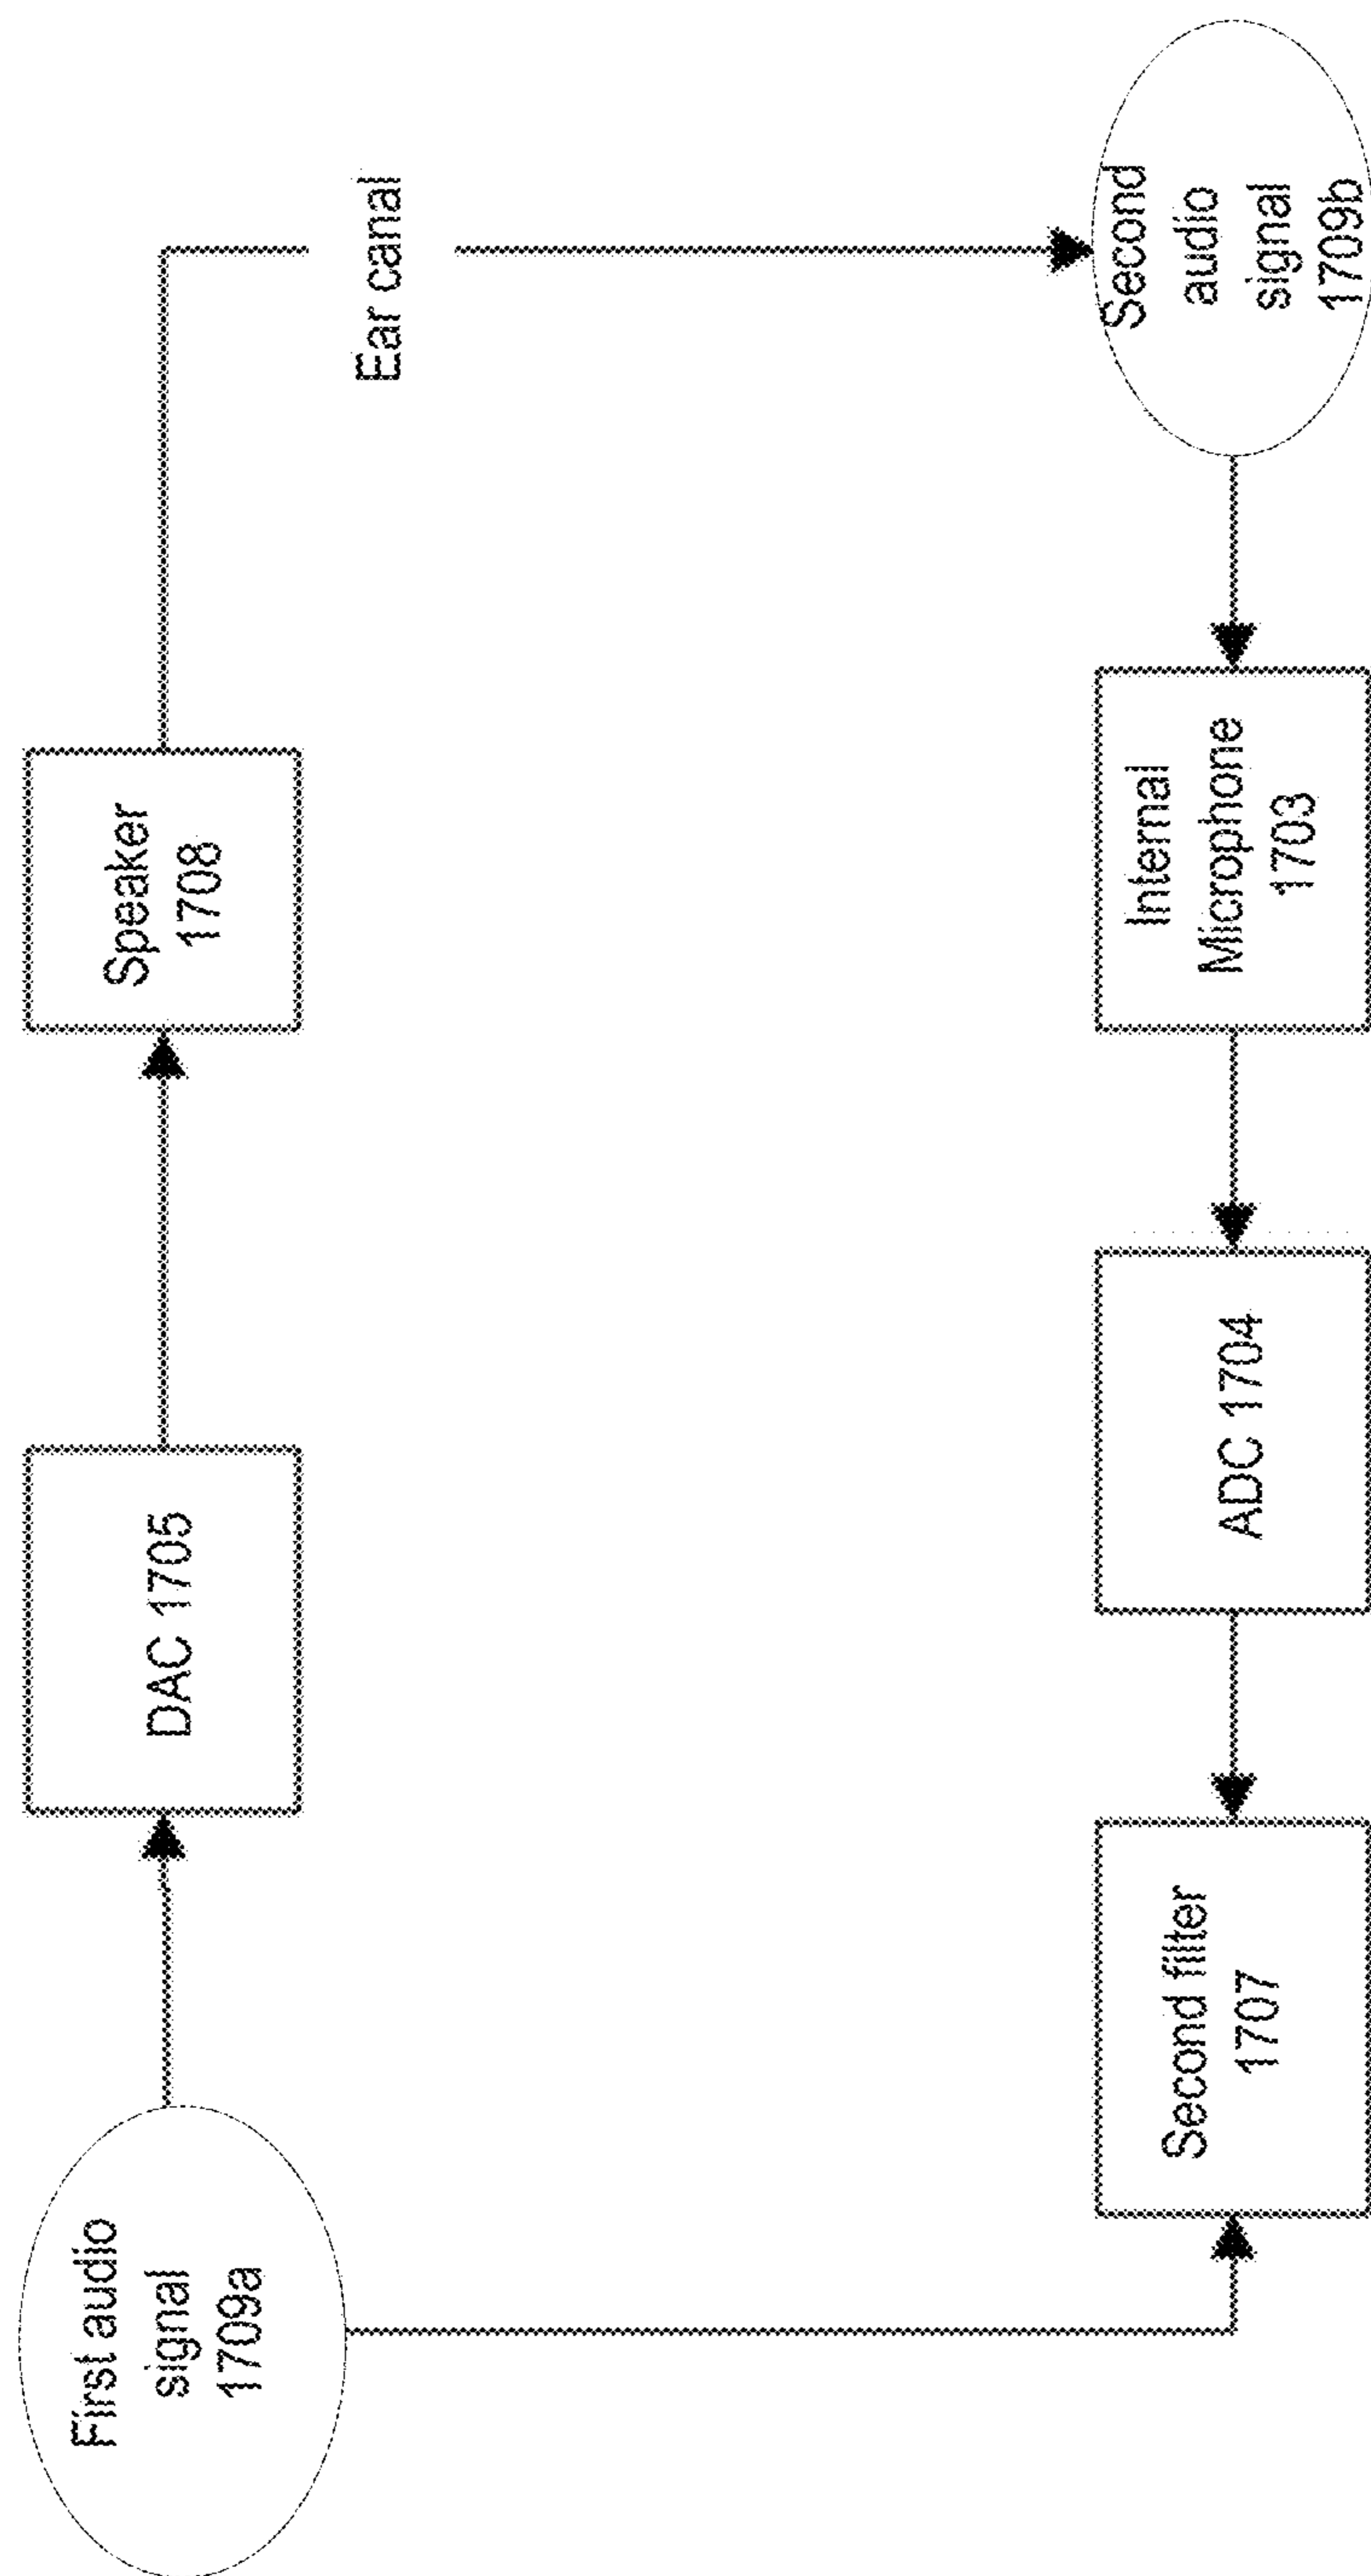 First audio
signal
1709a
DAC 1705
Speaker
1708
Ear canal
Second filter
1707
ADC 1704
Internal
Microphone
1703
Second
audio
signal
1709b